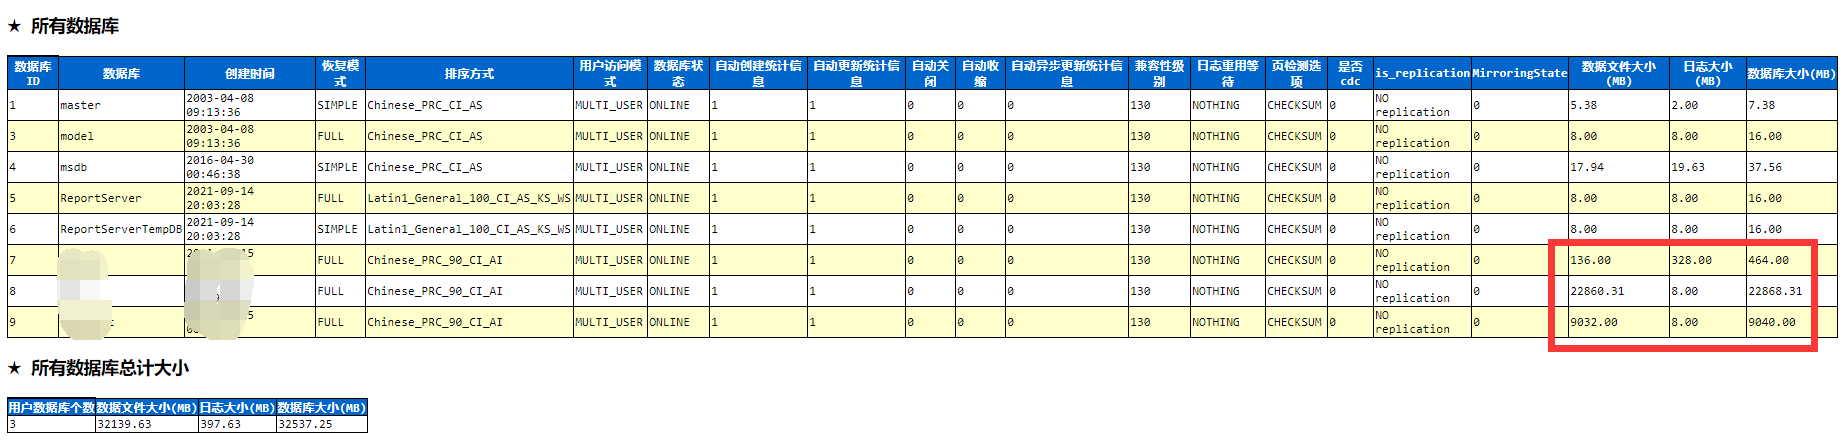 ★ 所有数据库
数据库ID 数据库 创建时间 恢复模式 排序方式 用户访问模式 数据库状态 自动创建统计信息 自动更新统计信息 自动关闭 自动收缩 自动异步更新统计信息 兼容性级别 日志重用等待 页检测选项 是否cdc is_replication MirroringState 数据文件大小(MB) 日志大小(MB) 数据库大小(MB)
1 master 2003-04-08 09:13:36 SIMPLE Chinese_PRC_CI_AS MULTI_USER ONLINE 1 1 0 0 0 130 NOTHING CHECKSUM 0 NO replication 0 5.38 2.00 7.38
3 model 2003-04-08 09:13:36 FULL Chinese_PRC_CI_AS MULTI_USER ONLINE 1 1 0 0 0 130 NOTHING CHECKSUM 0 NO replication 0 8.00 8.00 16.00
4 msdb 2016-04-30 00:46:38 SIMPLE Chinese_PRC_CI_AS MULTI_USER ONLINE 1 1 0 0 0 130 NOTHING CHECKSUM 0 NO replication 0 17.94 19.63 37.56
5 ReportServer 2021-09-14 20:03:28 FULL Latin1_General_100_CI_AS_KS_WS MULTI_USER ONLINE 1 1 0 0 0 130 NOTHING CHECKSUM 0 NO replication 0 8.00 8.00 16.00
6 ReportServerTempDB 2021-09-14 20:03:28 SIMPLE Latin1_General_100_CI_AS_KS_WS MULTI_USER ONLINE 1 1 0 0 0 130 NOTHING CHECKSUM 0 NO replication 0 8.00 8.00 16.00
7 FULL Chinese_PRC_90_CI_AI MULTI_USER ONLINE 1 1 0 0 0 130 NOTHING CHECKSUM 0 NO replication 0 136.00 328.00 464.00
8 FULL Chinese_PRC_90_CI_AI MULTI_USER ONLINE 1 1 0 0 0 130 NOTHING CHECKSUM 0 NO replication 0 22860.31 8.00 22868.31
9 FULL Chinese_PRC_90_CI_AI MULTI_USER ONLINE 1 1 0 0 0 130 NOTHING CHECKSUM 0 NO replication 0 9032.00 8.00 9040.00
★ 所有数据库总计大小
用户数据库个数 数据文件大小(MB) 日志大小(MB) 数据库大小(MB)
3 32139.63 397.63 32537.25